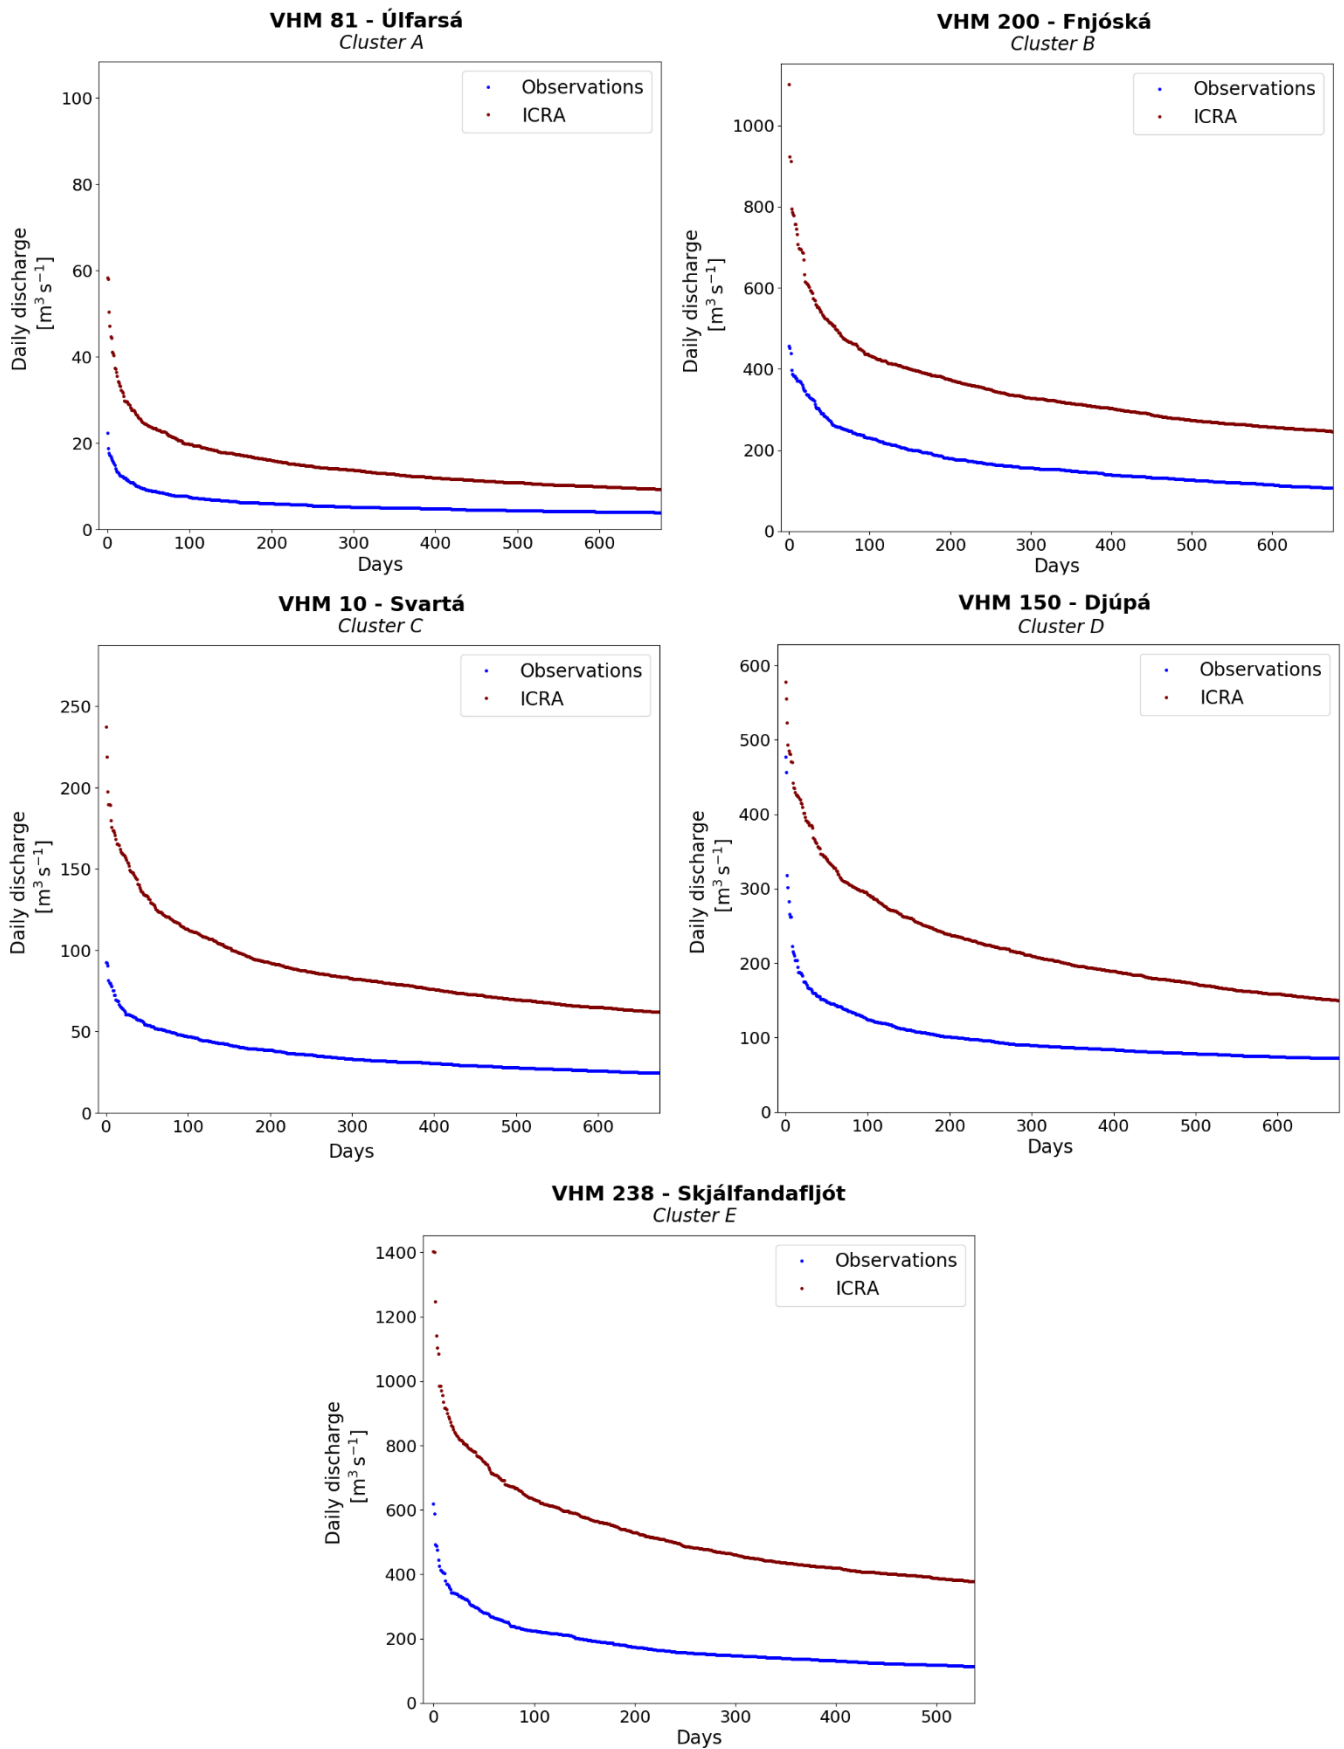 VHM 81 - Úlfarsá
Cluster A
Observations
ICRA
100
80
60
40
20
0
Daily discharge
[m³ s⁻¹]
0 100 200 300 400 500 600
Days
VHM 200 - Fnjóská
Cluster B
Observations
ICRA
1000
800
600
400
200
0
Daily discharge
[m³ s⁻¹]
0 100 200 300 400 500 600
Days
VHM 10 - Svartá
Cluster C
Observations
ICRA
250
200
150
100
50
0
Daily discharge
[m³ s⁻¹]
0 100 200 300 400 500 600
Days
VHM 150 - Djúpá
Cluster D
Observations
ICRA
600
500
400
300
200
100
0
Daily discharge
[m³ s⁻¹]
0 100 200 300 400 500 600
Days
VHM 238 - Skjálfandafljót
Cluster E
Observations
ICRA
1400
1200
1000
800
600
400
200
0
Daily discharge
[m³ s⁻¹]
0 100 200 300 400 500
Days